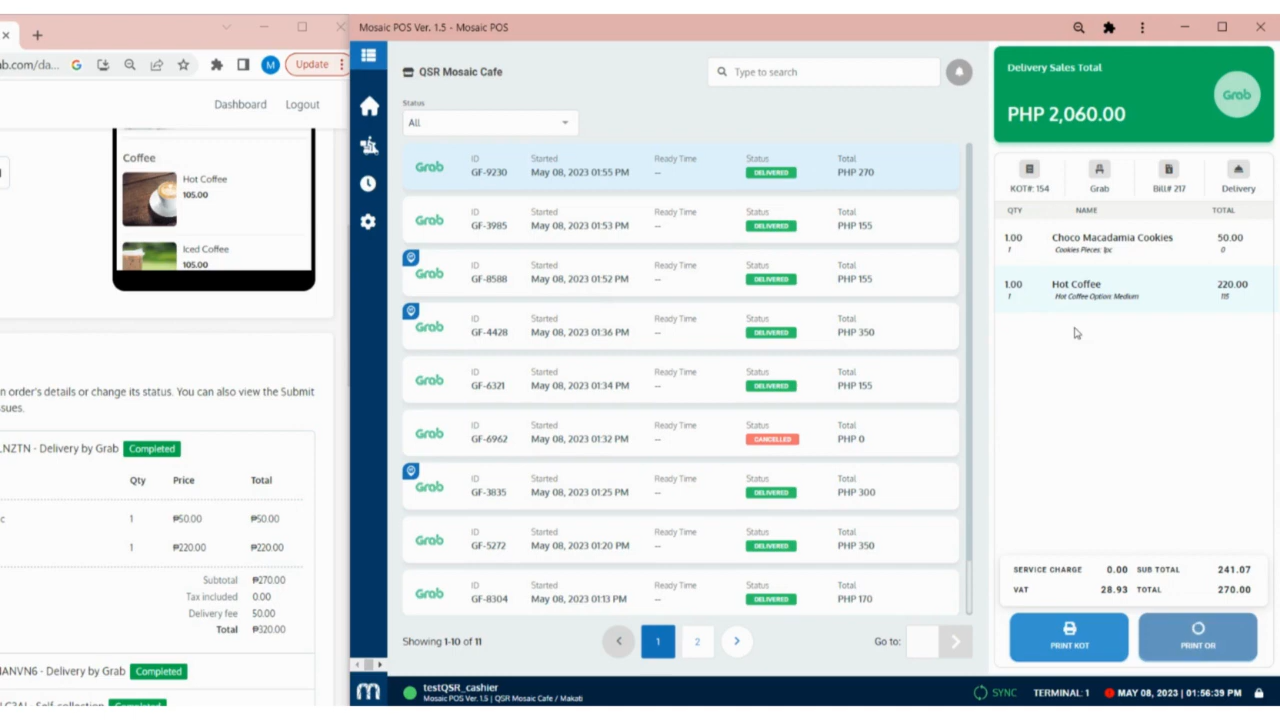 Mosaic POS Ver. 1.5 - Mosaic POS
ab.com/da...
G
M
Update
Dashboard
Logout
Coffee
Hot Coffee
105.00
Iced Coffee
105.00
n order's details or change its status. You can also view the Submit
sues.
LNZTN - Delivery by Grab
Completed
Qty
Price
Total
c
1
₱50.00
₱50.00
1
₱220.00
₱220.00
Subtotal
₱270.00
Tax included
0.00
Delivery fee
50.00
Total
₱320.00
ANVN6 - Delivery by Grab
Completed
QSR Mosaic Cafe
Type to search
Status
All
Grab
ID
GF-9230
Started
May 08, 2023 01:55 PM
Ready Time
--
Status
DELIVERED
Total
PHP 270
Grab
ID
GF-3985
Started
May 08, 2023 01:53 PM
Ready Time
--
Status
DELIVERED
Total
PHP 155
Grab
ID
GF-8588
Started
May 08, 2023 01:52 PM
Ready Time
--
Status
DELIVERED
Total
PHP 155
Grab
ID
GF-4428
Started
May 08, 2023 01:36 PM
Ready Time
--
Status
DELIVERED
Total
PHP 350
Grab
ID
GF-6321
Started
May 08, 2023 01:34 PM
Ready Time
--
Status
DELIVERED
Total
PHP 155
Grab
ID
GF-6962
Started
May 08, 2023 01:32 PM
Ready Time
--
Status
CANCELLED
Total
PHP 0
Grab
ID
GF-3835
Started
May 08, 2023 01:25 PM
Ready Time
--
Status
DELIVERED
Total
PHP 300
Grab
ID
GF-5272
Started
May 08, 2023 01:20 PM
Ready Time
--
Status
DELIVERED
Total
PHP 350
Grab
ID
GF-8304
Started
May 08, 2023 01:13 PM
Ready Time
--
Status
DELIVERED
Total
PHP 170
Showing 1-10 of 11
1
2
Go to:
Delivery Sales Total
PHP 2,060.00
Grab
KOT#: 154
Grab
Bill# 217
Delivery
QTY
NAME
TOTAL
1.00
Choco Macadamia Cookies
50.00
1
Cookies Pieces: 1pc
0
1.00
Hot Coffee
220.00
1
Hot Coffee Option: Medium
115
SERVICE CHARGE
0.00
SUB TOTAL
241.07
VAT
28.93
TOTAL
270.00
PRINT KOT
PRINT OR
m
testQSR_cashier
Mosaic POS Ver. 1.5 | QSR Mosaic Cafe / Makati
SYNC
TERMINAL: 1
MAY 08, 2023 | 01:56:39 PM